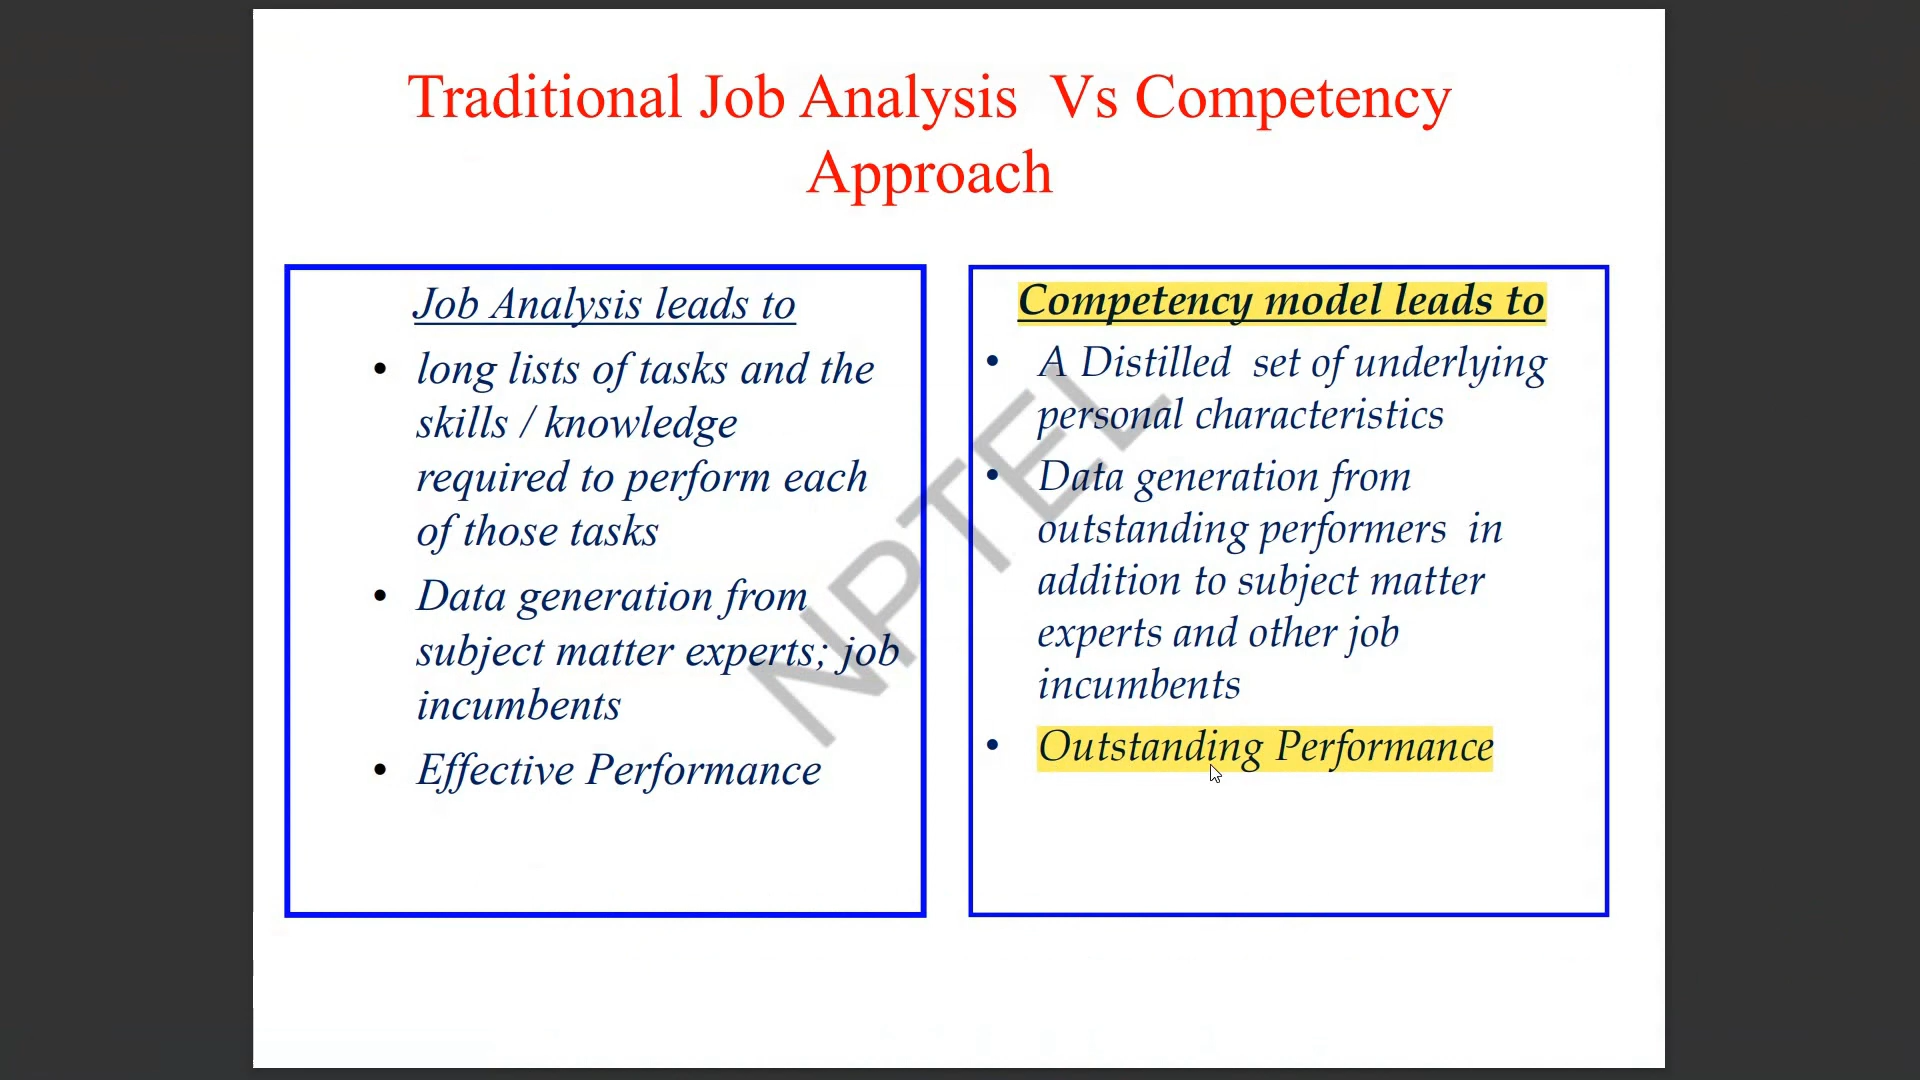 Traditional Job Analysis Vs Competency
Approach
Job Analysis leads to
• long lists of tasks and the
skills / knowledge
required to perform each
of those tasks
• Data generation from
subject matter experts; job
incumbents
• Effective Performance
Competency model leads to
• A Distilled set of underlying
personal characteristics
• Data generation from
outstanding performers in
addition to subject matter
experts and other job
incumbents
• Outstanding Performance
NPTEL